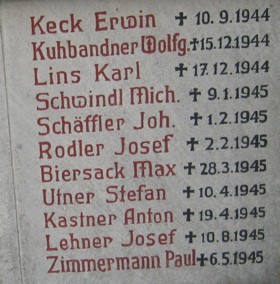 Keck Erwin ✝ 10.9.1944
Kuhbandner Wolfg. ✝ 15.12.1944
Lins Karl ✝ 17.12.1944
Schwindl Mich. ✝ 9.1.1945
Schäffler Joh. ✝ 1.2.1945
Rodler Josef ✝ 2.2.1945
Biersack Max ✝ 28.3.1945
Utner Stefan ✝ 10.4.1945
Kastner Anton ✝ 19.4.1945
Lehner Josef ✝ 10.8.1945
Zimmermann Paul ✝ 6.5.1945